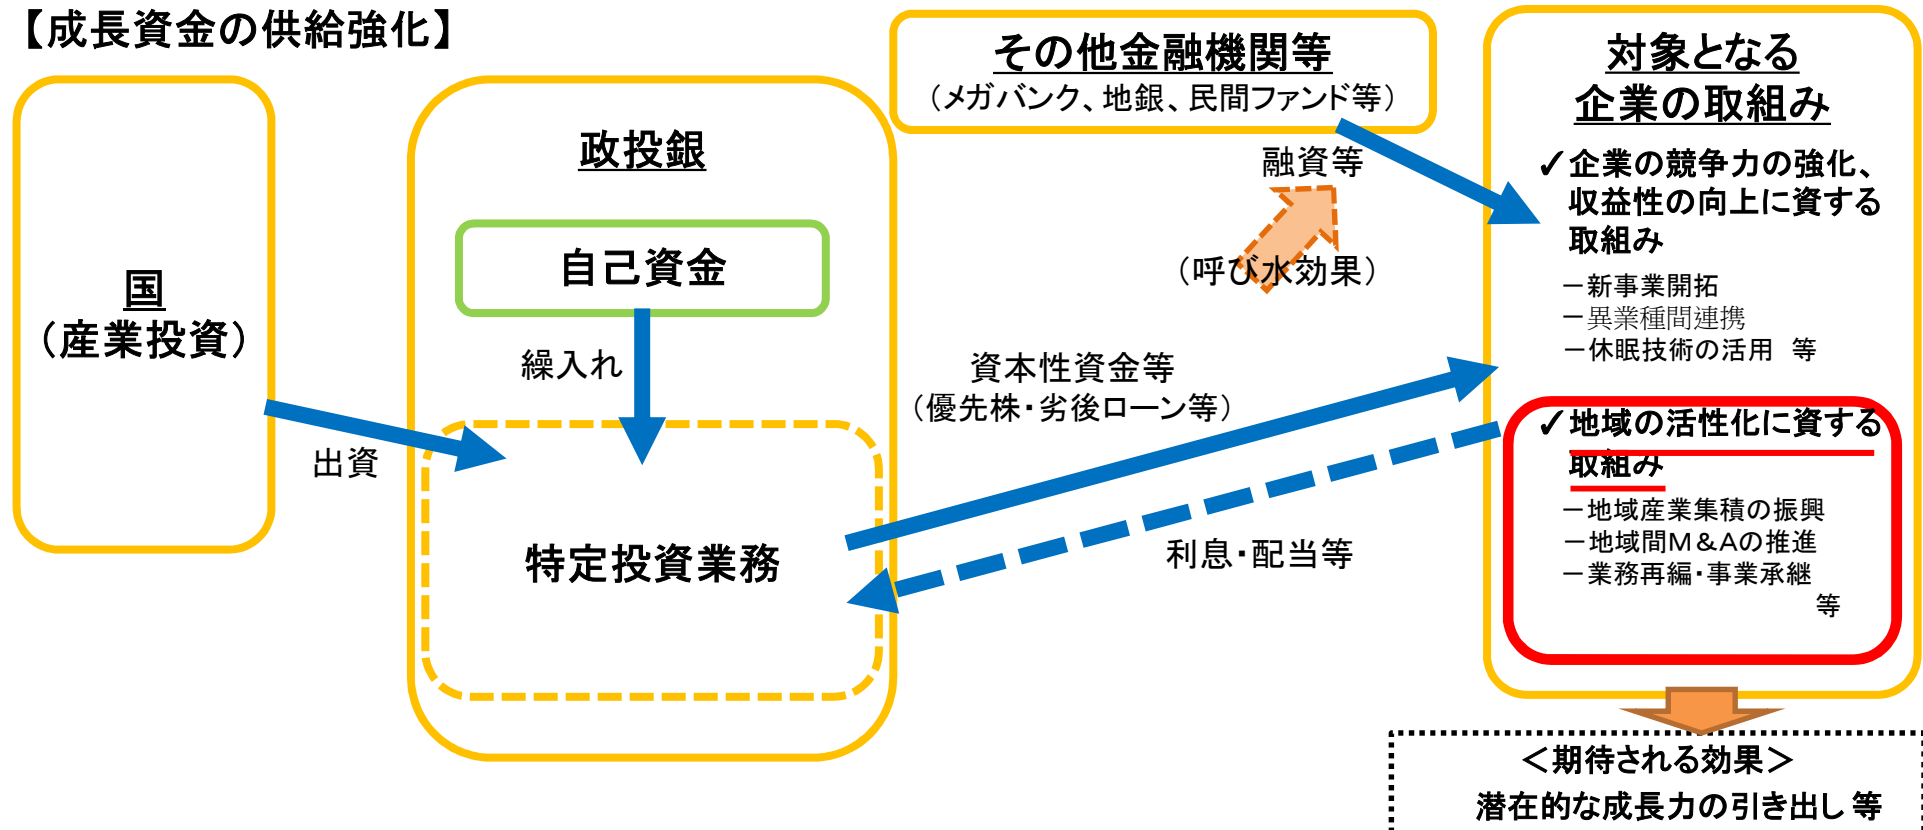 【成長資金の供給強化】
国
（産業投資）
出資
政投銀
自己資金
繰入れ
特定投資業務
その他金融機関等
（メガバンク、地銀、民間ファンド等）
融資等
（呼び水効果）
資本性資金等
（優先株・劣後ローン等）
利息・配当等
対象となる
企業の取組み
✓企業の競争力の強化、
収益性の向上に資する
取組み
－新事業開拓
－異業種間連携
－休眠技術の活用　等
✓地域の活性化に資する
取組み
－地域産業集積の振興
－地域間Ｍ＆Ａの推進
－業務再編・事業承継
等
＜期待される効果＞
潜在的な成長力の引き出し 等